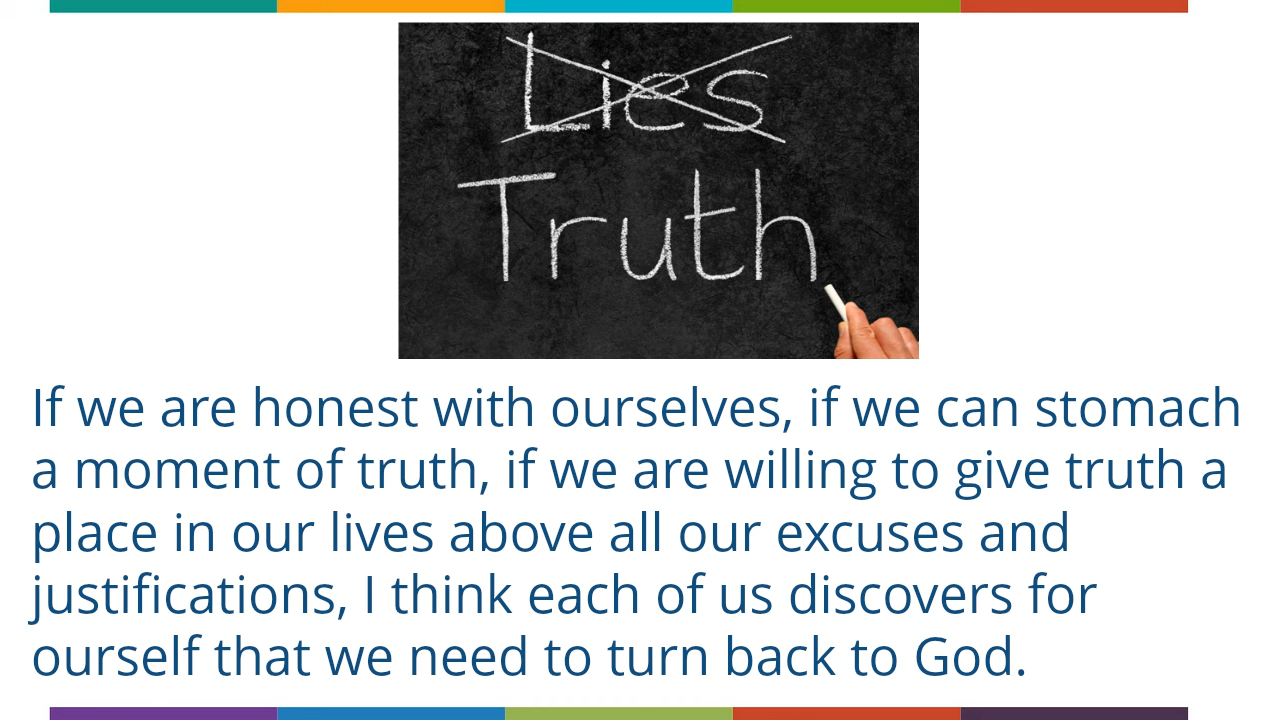 Lies
Truth
If we are honest with ourselves, if we can stomach
a moment of truth, if we are willing to give truth a
place in our lives above all our excuses and
justifications, I think each of us discovers for
ourself that we need to turn back to God.